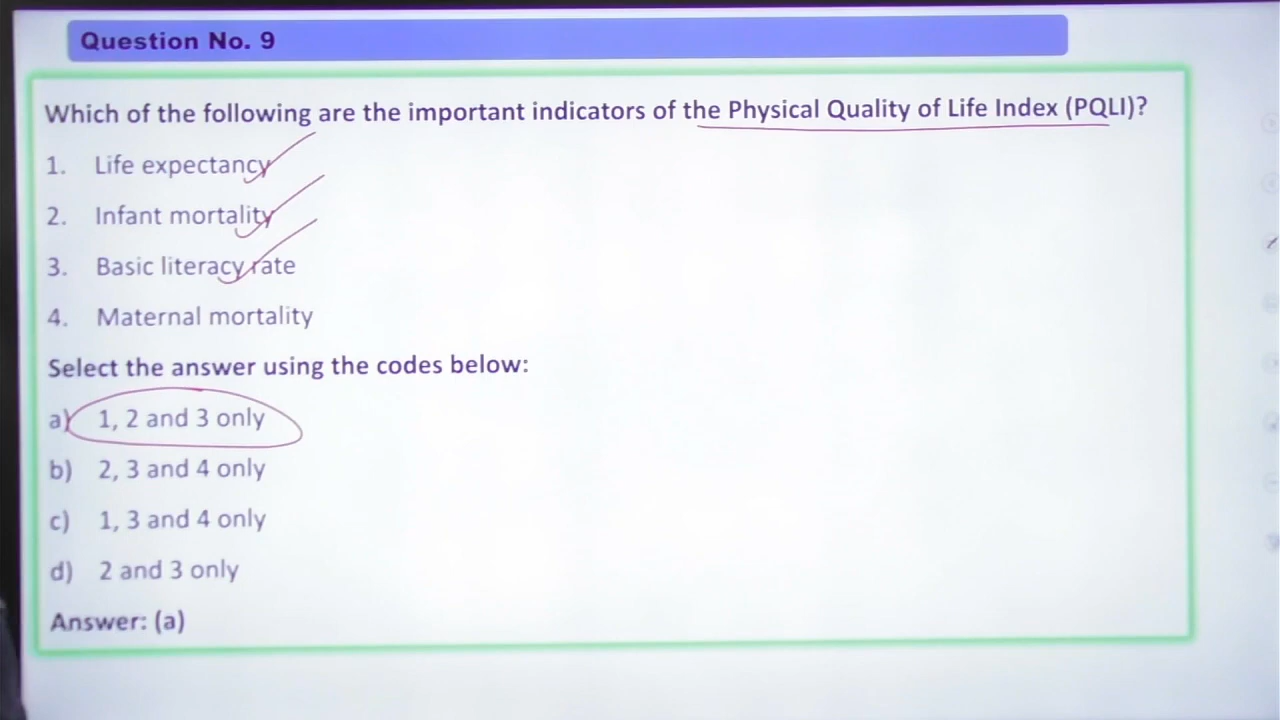 Question No. 9
Which of the following are the important indicators of the Physical Quality of Life Index (PQLI)?
1. Life expectancy
2. Infant mortality
3. Basic literacy rate
4. Maternal mortality
Select the answer using the codes below:
a) 1, 2 and 3 only
b) 2, 3 and 4 only
c) 1, 3 and 4 only
d) 2 and 3 only
Answer: (a)